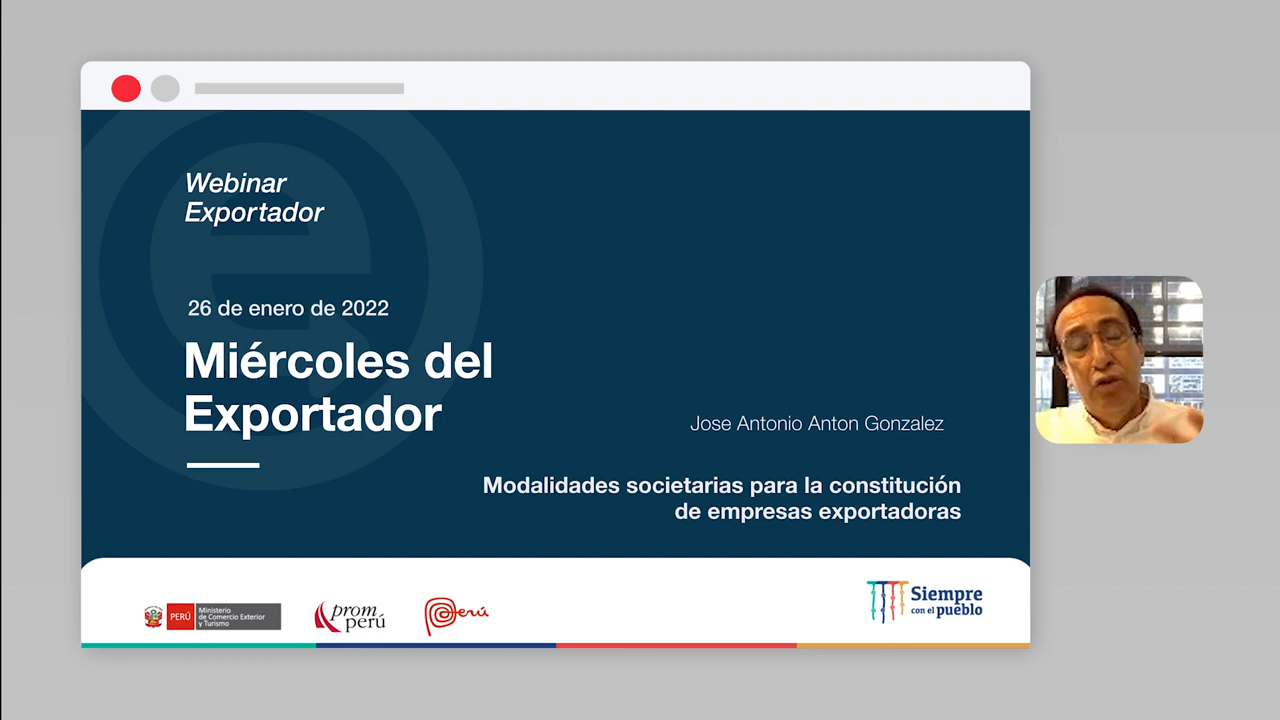 Webinar
Exportador
26 de enero de 2022
Miércoles del
Exportador
Jose Antonio Anton Gonzalez
Modalidades societarias para la constitución
de empresas exportadoras
PERÚ
Ministerio
de Comercio Exterior
y Turismo
prom
perú
Perú
Siempre
con el pueblo